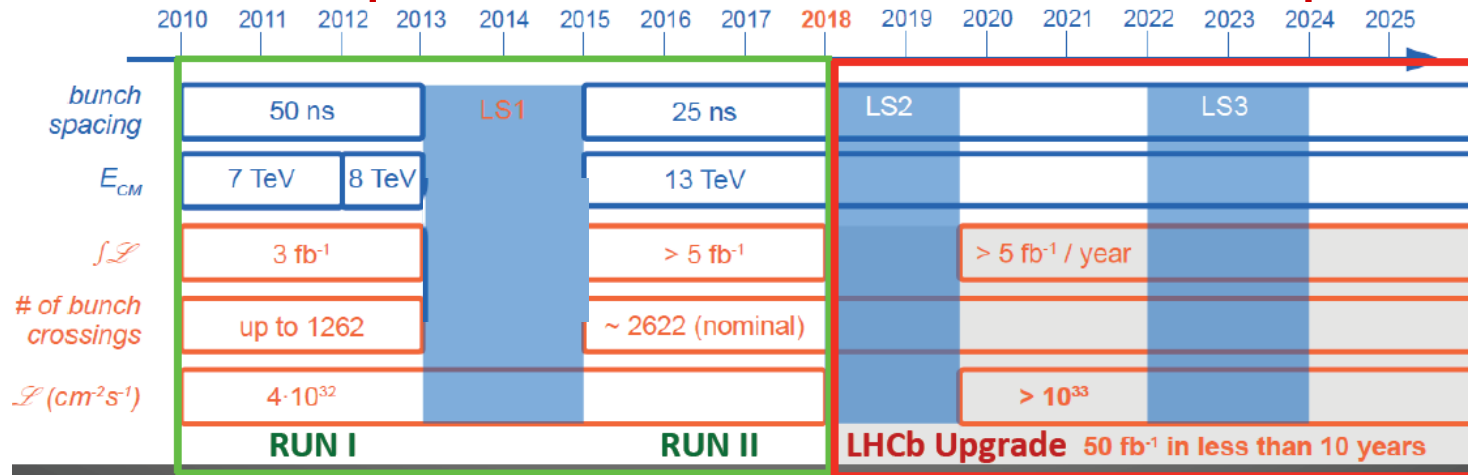 2010 2011 2012 2013 2014 2015 2016 2017 2018 2019 2020 2021 2022 2023 2024 2025
bunch
spacing
50 ns LS1 25 ns LS2 LS3
E_CM 7 TeV 8 TeV 13 TeV
∫ℒ 3 fb⁻¹ > 5 fb⁻¹ > 5 fb⁻¹ / year
# of bunch
crossings
up to 1262 ~ 2622 (nominal)
ℒ (cm⁻²s⁻¹) 4·10³² > 10³³
RUN I RUN II LHCb Upgrade 50 fb⁻¹ in less than 10 years